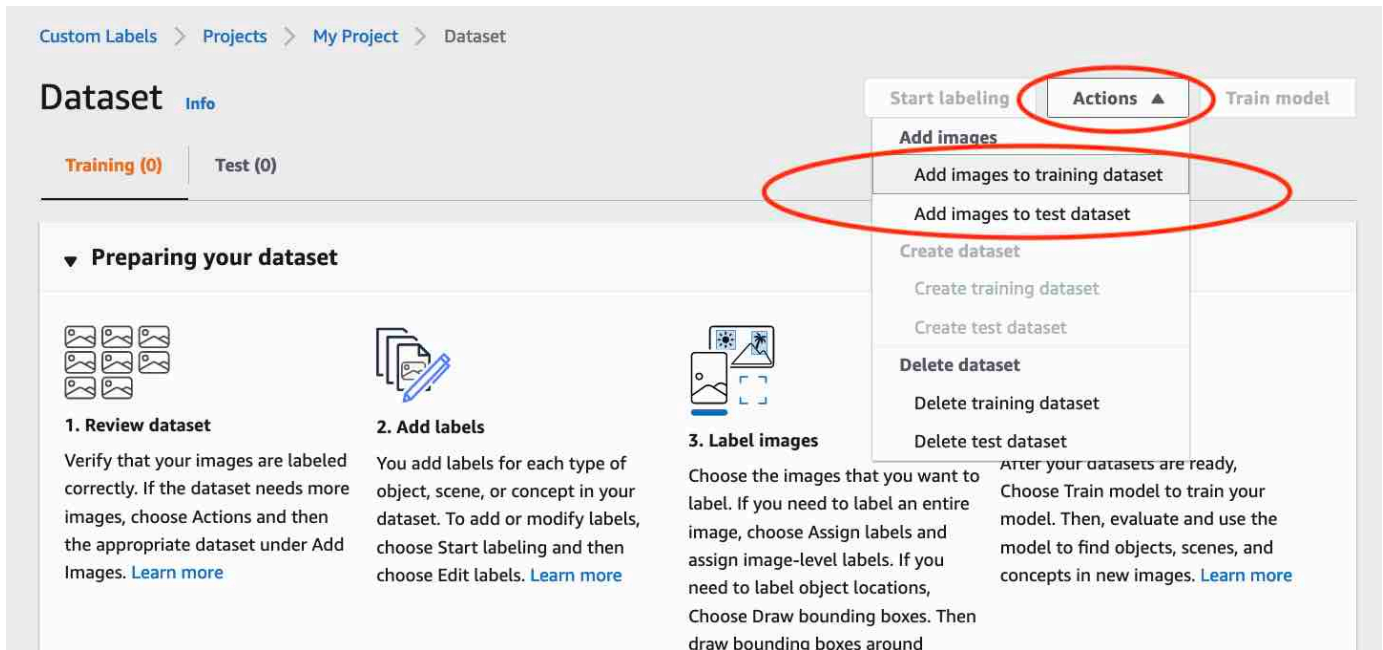 Custom Labels > Projects > My Project > Dataset
Dataset Info
Start labeling Actions ▲ Train model
Training (0) Test (0)
Add images
Add images to training dataset
Add images to test dataset
Create dataset
Create training dataset
Create test dataset
Delete dataset
Delete training dataset
Delete test dataset
▼ Preparing your dataset
1. Review dataset
Verify that your images are labeled
correctly. If the dataset needs more
images, choose Actions and then
the appropriate dataset under Add
Images. Learn more
2. Add labels
You add labels for each type of
object, scene, or concept in your
dataset. To add or modify labels,
choose Start labeling and then
choose Edit labels. Learn more
3. Label images
Choose the images that you want to
label. If you need to label an entire
image, choose Assign labels and
assign image-level labels. If you
need to label object locations,
Choose Draw bounding boxes. Then
draw bounding boxes around
After your datasets are ready,
Choose Train model to train your
model. Then, evaluate and use the
model to find objects, scenes, and
concepts in new images. Learn more